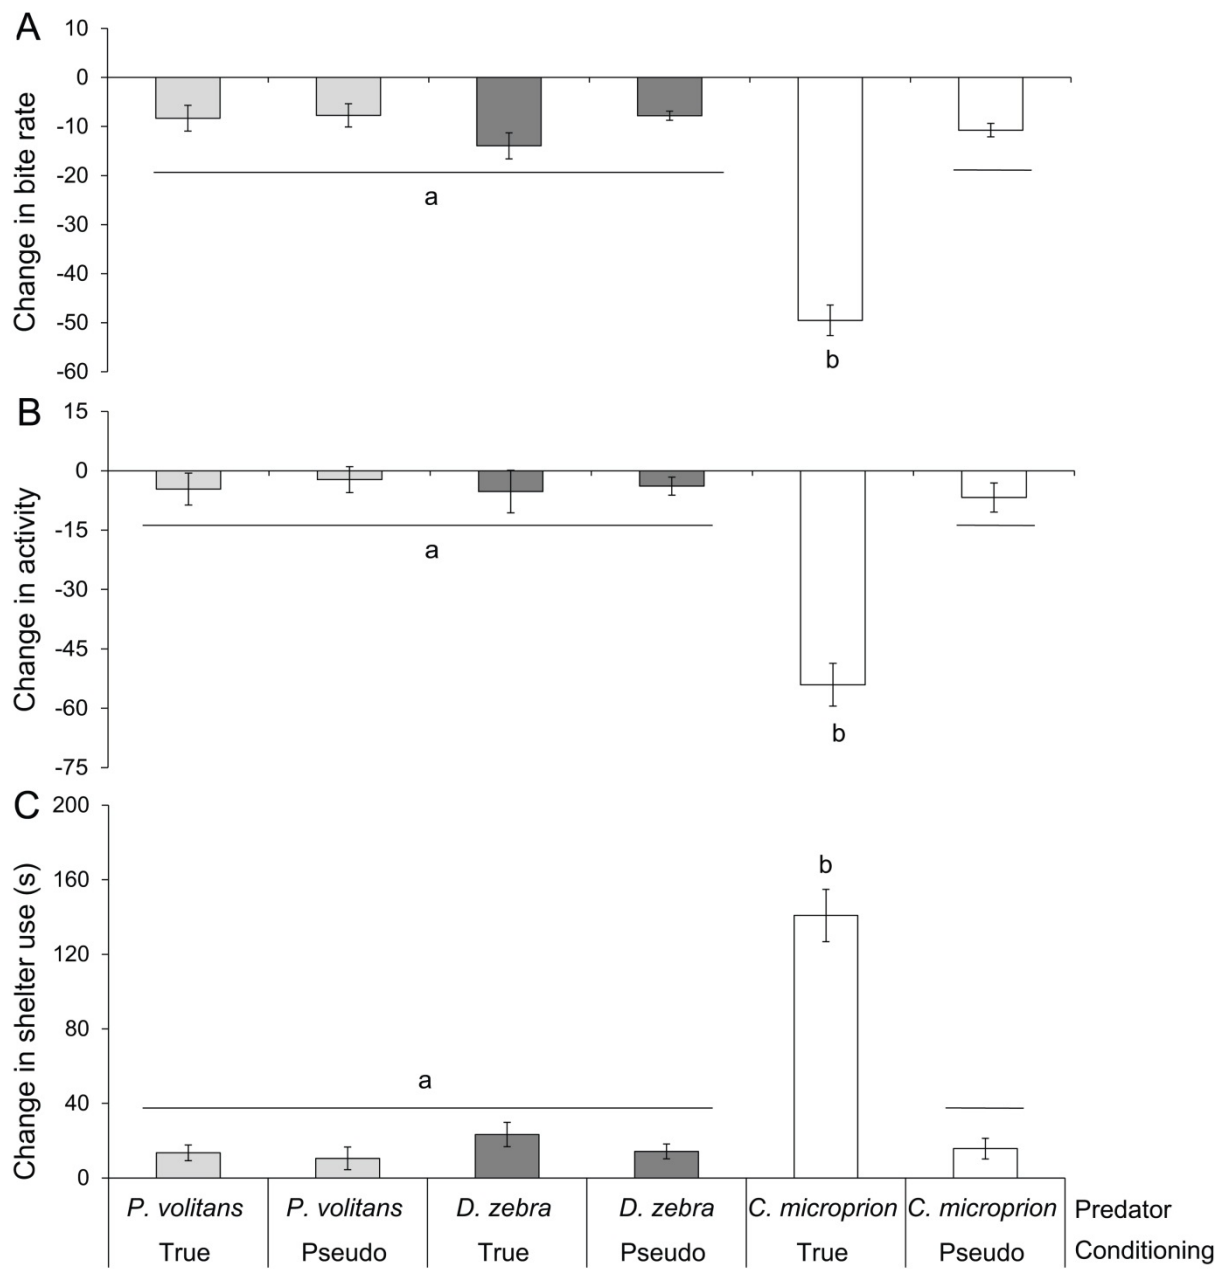 A
Change in bite rate
10
0
-10
-20
-30
-40
-50
-60
a
b
B
Change in activity
15
0
-15
-30
-45
-60
-75
a
b
C
Change in shelter use (s)
200
160
120
80
40
0
a
b
P. volitans P. volitans D. zebra D. zebra C. microprion C. microprion Predator
True Pseudo True Pseudo True Pseudo Conditioning